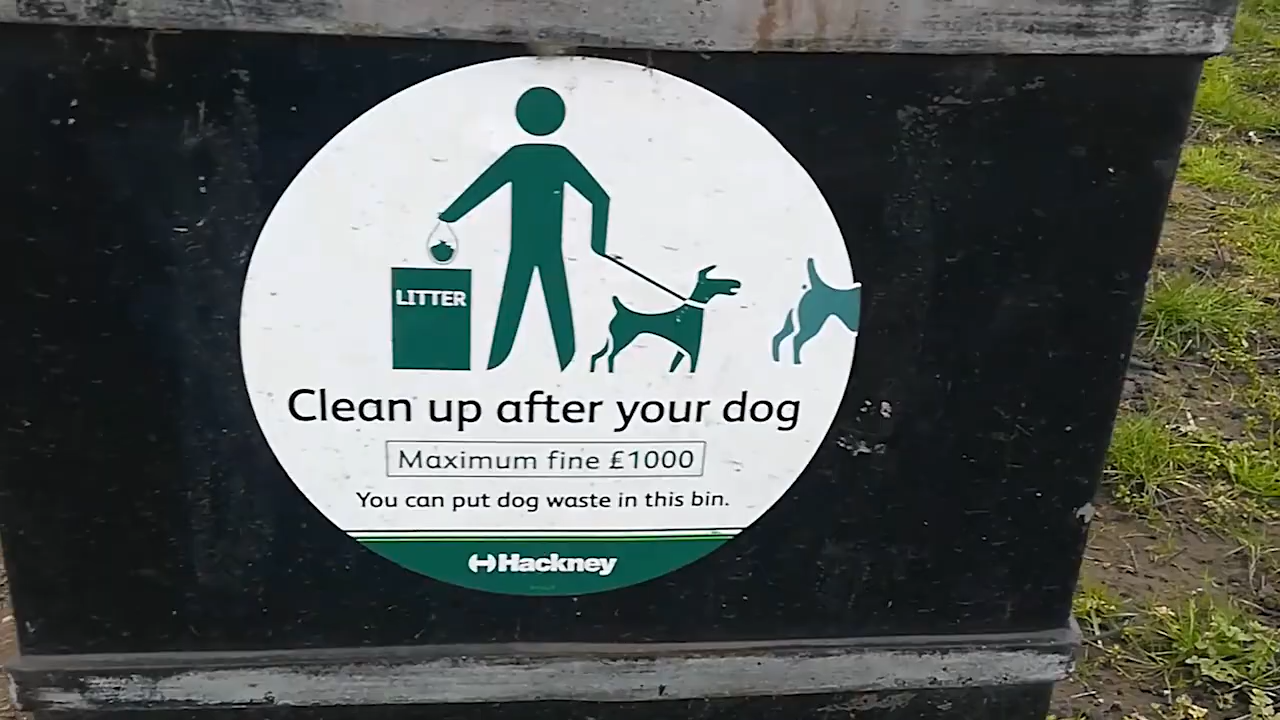 LITTER
Clean up after your dog
Maximum fine £1000
You can put dog waste in this bin.
Hackney